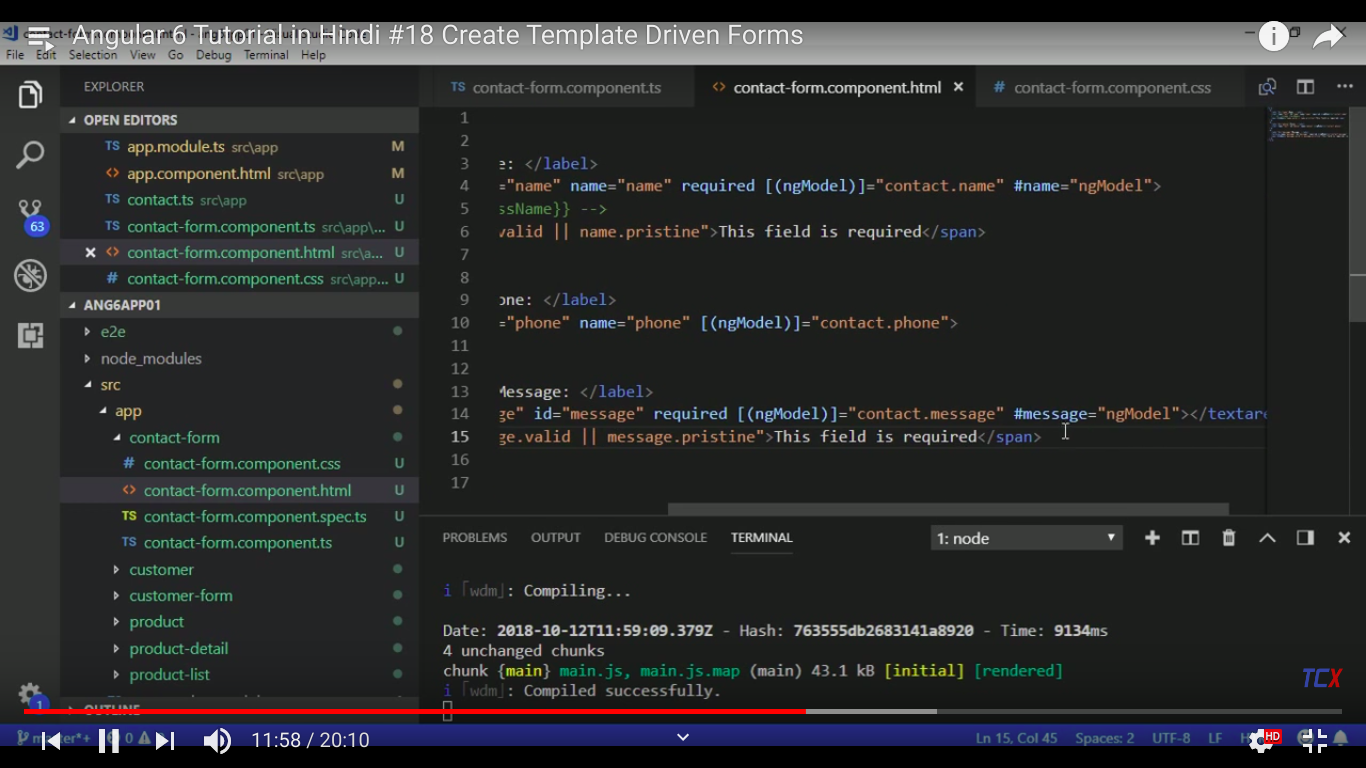 Angular 6 Tutorial in Hindi #18 Create Template Driven Forms
File Edit Selection View Go Debug Terminal Help
EXPLORER
OPEN EDITORS
TS app.module.ts src\app M
<> app.component.html src\app M
TS contact.ts src\app U
TS contact-form.component.ts src\app\... U
<> contact-form.component.html src\a... U
# contact-form.component.css src\app... U
ANG6APP01
e2e
node_modules
src
app
contact-form
# contact-form.component.css U
<> contact-form.component.html U
TS contact-form.component.spec.ts U
TS contact-form.component.ts U
customer
customer-form
product
product-detail
product-list
OUTLINE
63
1
TS contact-form.component.ts
<> contact-form.component.html
# contact-form.component.css
1
2
3 e: </label>
4 ="name" name="name" required [(ngModel)]="contact.name" #name="ngModel">
5 ssName}} -->
6 valid || name.pristine">This field is required</span>
7
8
9 one: </label>
10 ="phone" name="phone" [(ngModel)]="contact.phone">
11
12
13 Message: </label>
14 ge" id="message" required [(ngModel)]="contact.message" #message="ngModel"></textare
15 ge.valid || message.pristine">This field is required</span>
16
17
PROBLEMS OUTPUT DEBUG CONSOLE TERMINAL 1: node
i ｢wdm｣: Compiling...
Date: 2018-10-12T11:59:09.379Z - Hash: 763555db2683141a8920 - Time: 9134ms
4 unchanged chunks
chunk {main} main.js, main.js.map (main) 43.1 kB [initial] [rendered]
i ｢wdm｣: Compiled successfully.
TCX
11:58 / 20:10
0
Ln 15, Col 45 Spaces: 2 UTF-8 LF
HD